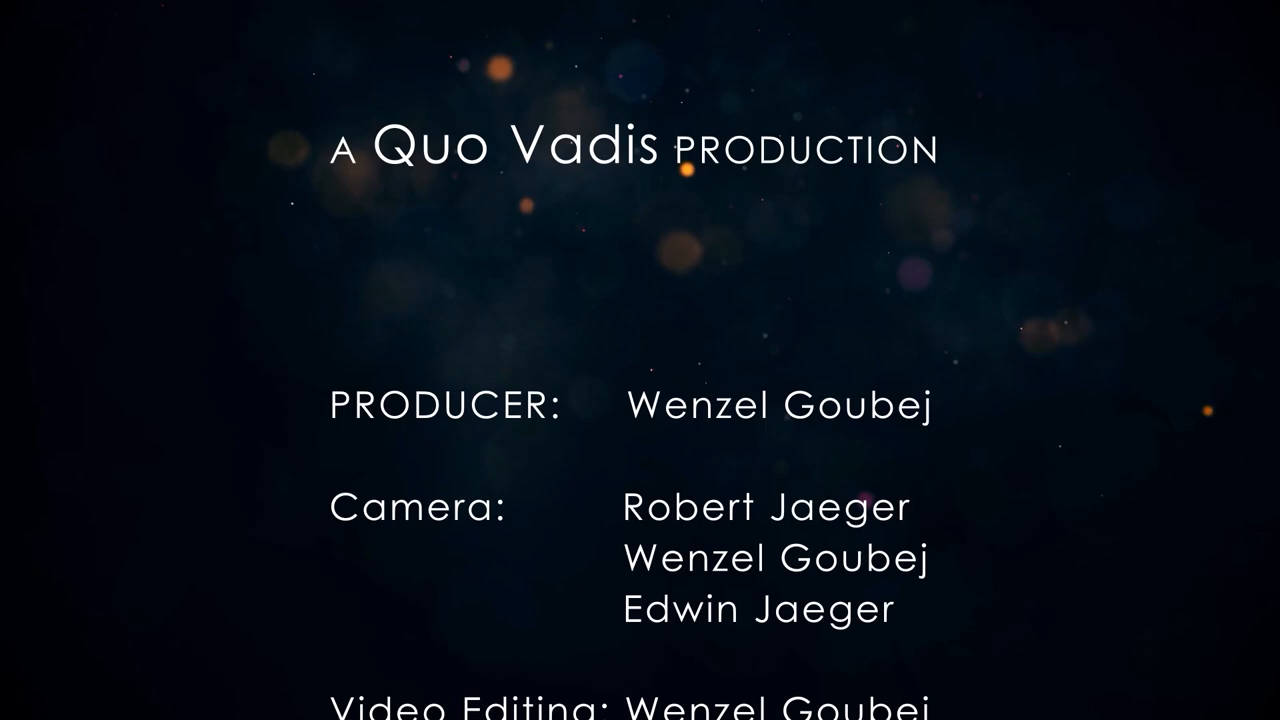 A Quo Vadis PRODUCTION
PRODUCER: Wenzel Goubej
Camera: Robert Jaeger
Wenzel Goubej
Edwin Jaeger
Video Editing: Wenzel Goubej